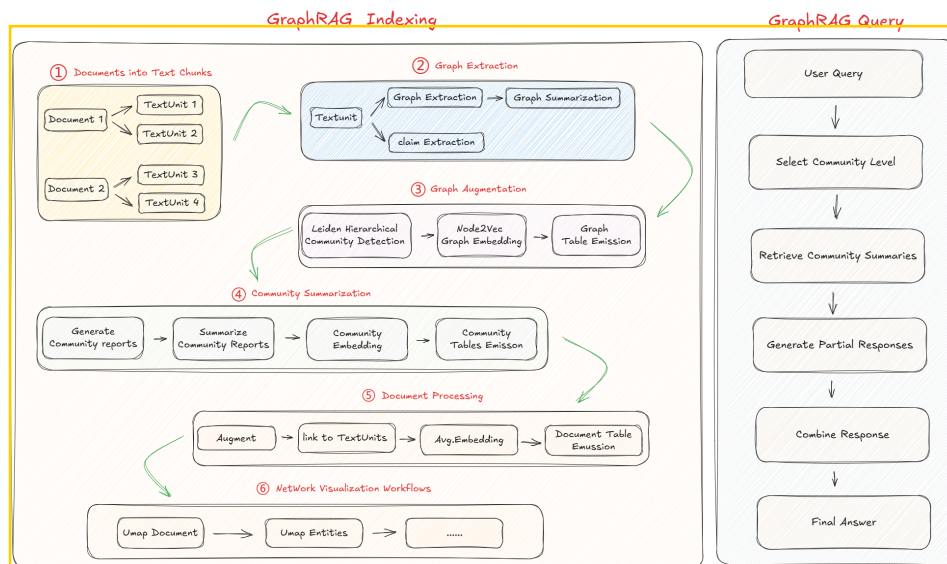 GraphRAG Indexing
① Documents into Text Chunks
Document 1
TextUnit 1
TextUnit 2
Document 2
TextUnit 3
TextUnit 4
② Graph Extraction
Textunit
Graph Extraction
Graph Summarization
claim Extraction
③ Graph Augmentation
Leiden Hierarchical
Community Detection
Node2Vec
Graph Embedding
Graph
Table Emission
④ Community Summarization
Generate
Community reports
Summarize
Community Reports
Community
Embedding
Community
Tables Emisson
⑤ Document Processing
Augment
link to TextUnits
Avg.Embedding
Document Table
Emussion
⑥ NetWork Visualization Workflows
Umap Document
Umap Entities
......
GraphRAG Query
User Query
Select Community Level
Retrieve Community Summaries
Generate Partial Responses
Combine Response
Final Answer